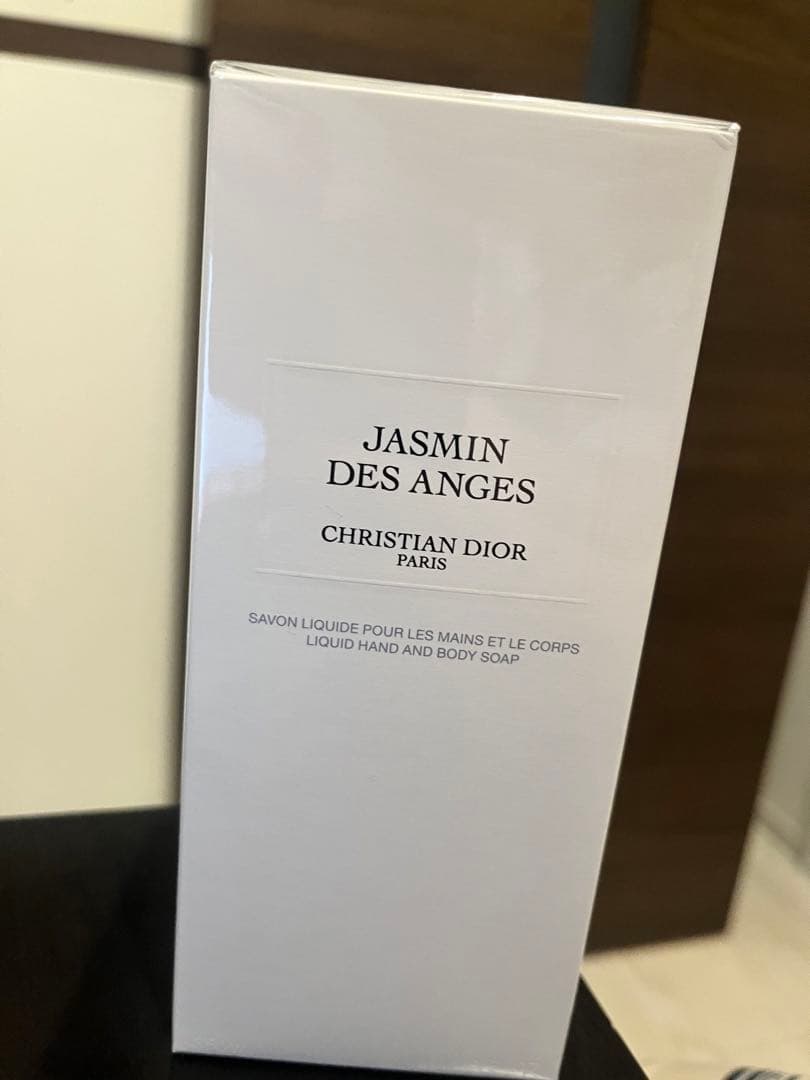 JASMIN
DES ANGES
CHRISTIAN DIOR
PARIS
SAVON LIQUIDE POUR LES MAINS ET LE CORPS
LIQUID HAND AND BODY SOAP